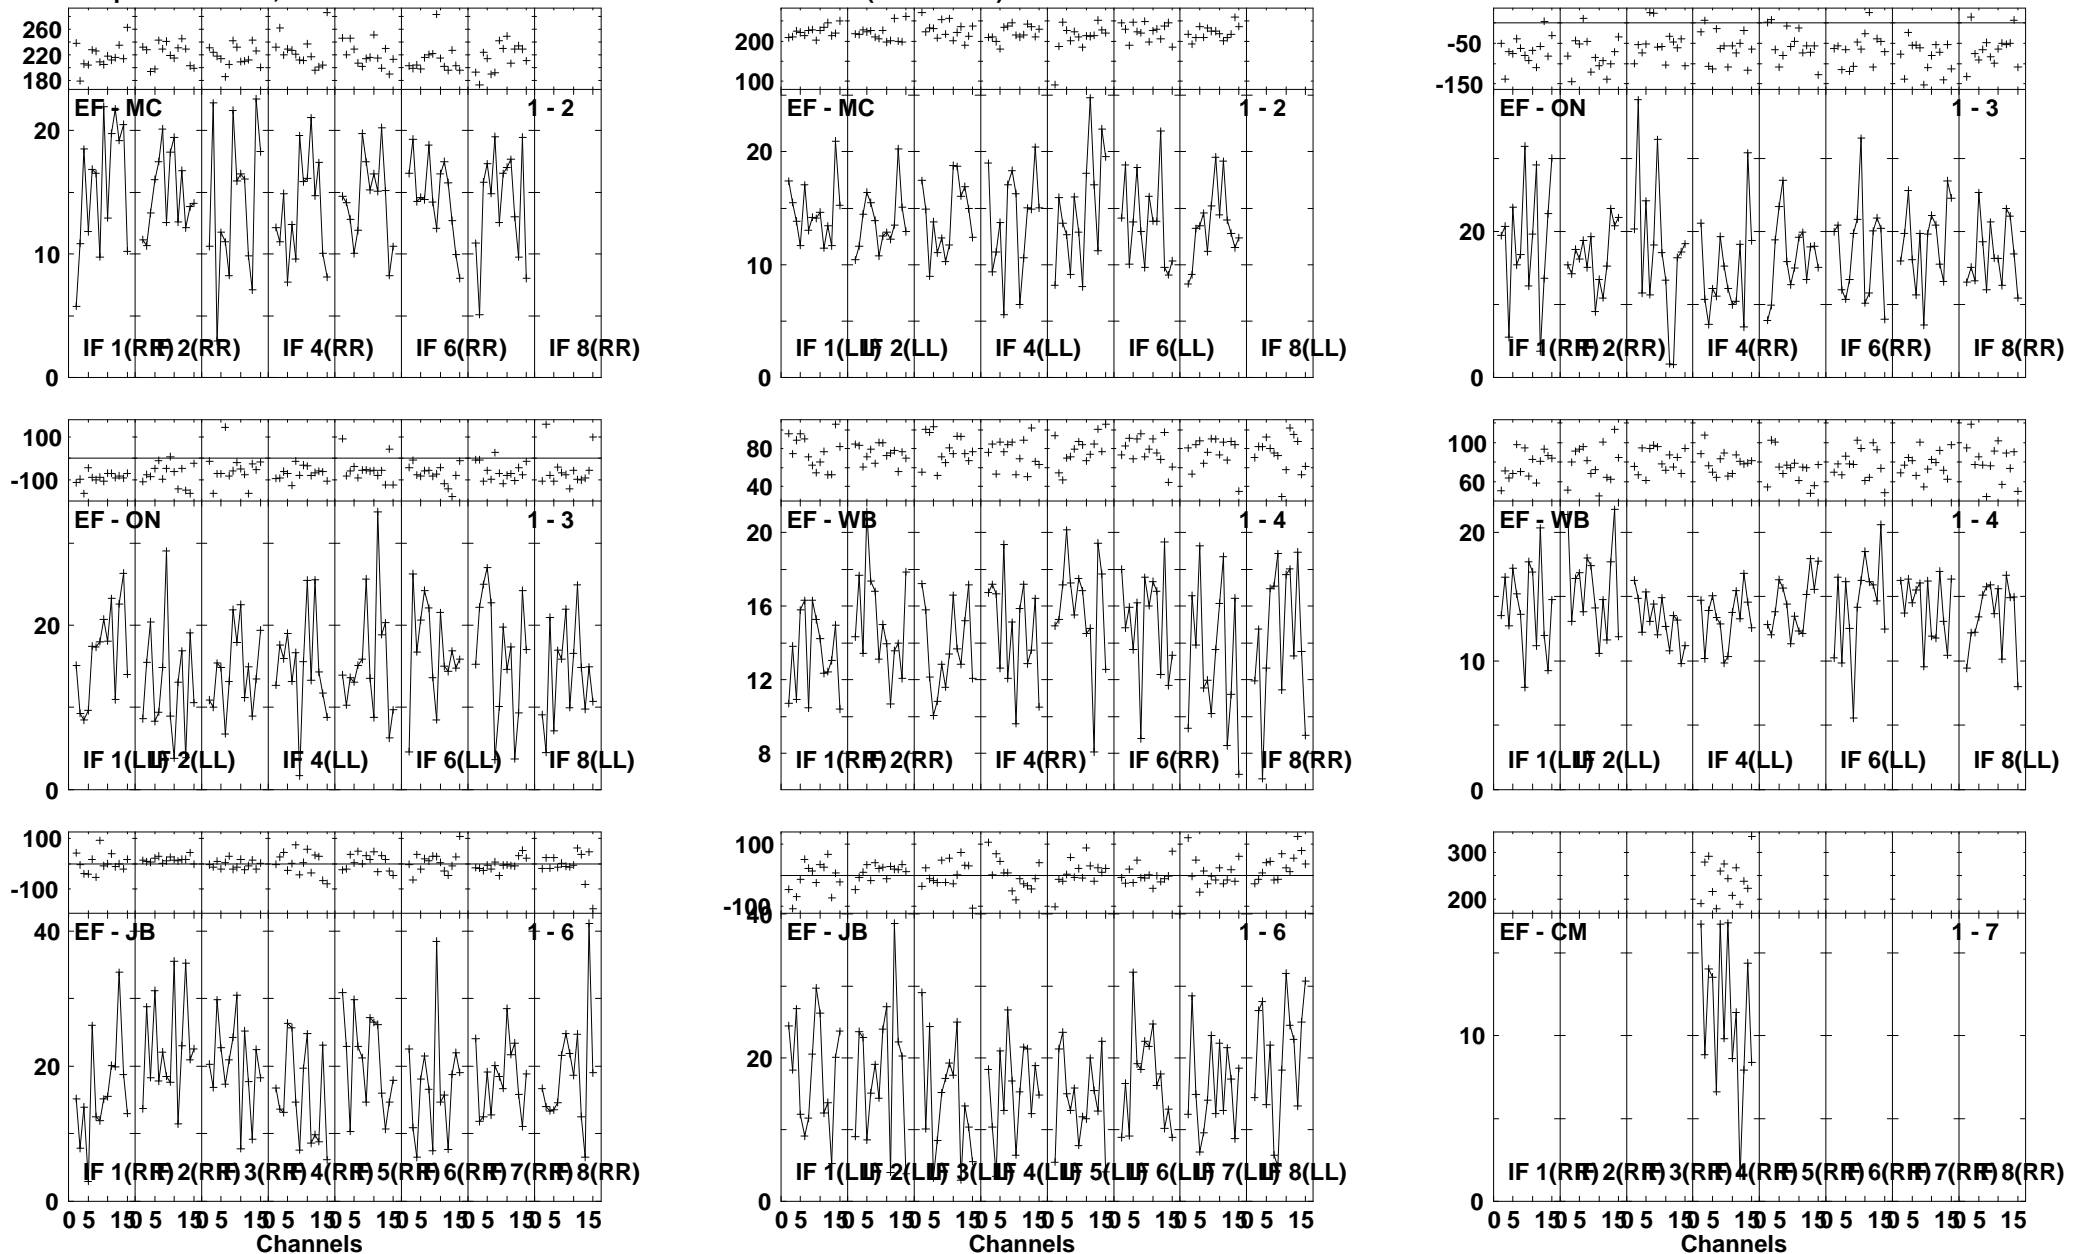 260
220
180
EF - MC 1 - 2
20
10
0
IF 1(RR) IF 2(RR) IF 4(RR) IF 6(RR) IF 8(RR)
200
100
EF - MC 1 - 2
20
10
0
IF 1(LL) IF 2(LL) IF 4(LL) IF 6(LL) IF 8(LL)
-50
-150
EF - ON 1 - 3
20
0
IF 1(RR) IF 2(RR) IF 4(RR) IF 6(RR) IF 8(RR)
100
-100
EF - ON 1 - 3
20
0
IF 1(LL) IF 2(LL) IF 4(LL) IF 6(LL) IF 8(LL)
80
40
EF - WB 1 - 4
20
16
12
8
IF 1(RR) IF 2(RR) IF 4(RR) IF 6(RR) IF 8(RR)
100
60
EF - WB 1 - 4
20
10
0
IF 1(LL) IF 2(LL) IF 4(LL) IF 6(LL) IF 8(LL)
100
-100
EF - JB 1 - 6
40
20
0
IF 1(RR) IF 2(RR) IF 3(RR) IF 4(RR) IF 5(RR) IF 6(RR) IF 7(RR) IF 8(RR)
0 5 15 0 5 15 0 5 15 0 5 15 0 5 15 0 5 15 0 5 15 0 5 15
Channels
100
-100
EF - JB 1 - 6
40
20
0
IF 1(LL) IF 2(LL) IF 3(LL) IF 4(LL) IF 5(LL) IF 6(LL) IF 7(LL) IF 8(LL)
0 5 15 0 5 15 0 5 15 0 5 15 0 5 15 0 5 15 0 5 15 0 5 15
Channels
300
200
EF - CM 1 - 7
10
0
IF 1(RR) IF 2(RR) IF 3(RR) IF 4(RR) IF 5(RR) IF 6(RR) IF 7(RR) IF 8(RR)
0 5 15 0 5 15 0 5 15 0 5 15 0 5 15 0 5 15 0 5 15 0 5 15
Channels